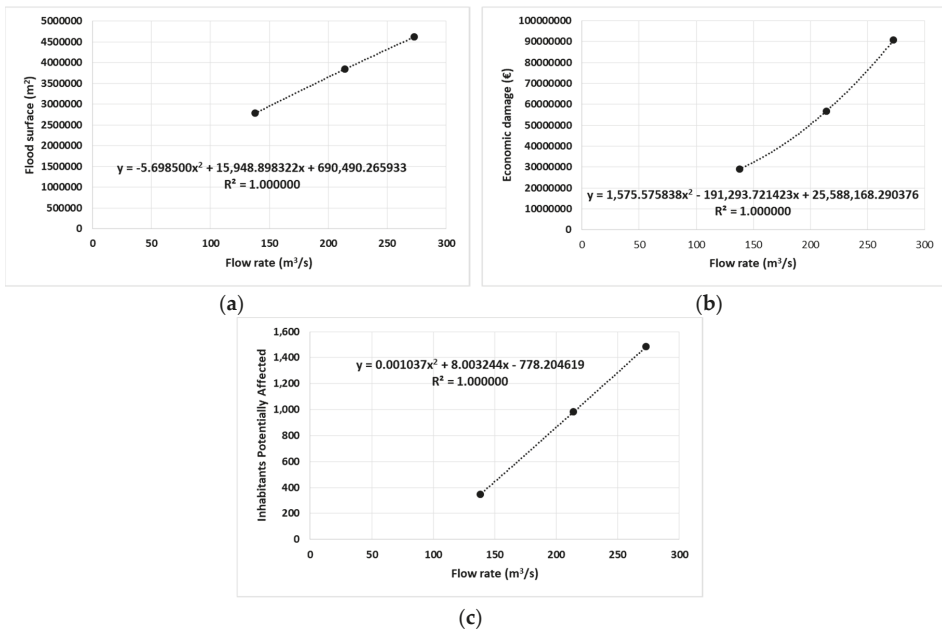 5000000
4500000
4000000
3500000
3000000
2500000
2000000
1500000
1000000
500000
0
Flood surface (m²)
y = -5.698500x² + 15,948.898322x + 690,490.265933
R² = 1.000000
0 50 100 150 200 250 300
Flow rate (m³/s)
(a)
100000000
90000000
80000000
70000000
60000000
50000000
40000000
30000000
20000000
10000000
0
Economic damage (€)
y = 1,575.575838x² - 191,293.721423x + 25,588,168.290376
R² = 1.000000
0 50 100 150 200 250 300
Flow rate (m³/s)
(b)
1,600
1,400
1,200
1,000
800
600
400
200
0
Inhabitants Potentially Affected
y = 0.001037x² + 8.003244x - 778.204619
R² = 1.000000
0 50 100 150 200 250 300
Flow rate (m³/s)
(c)